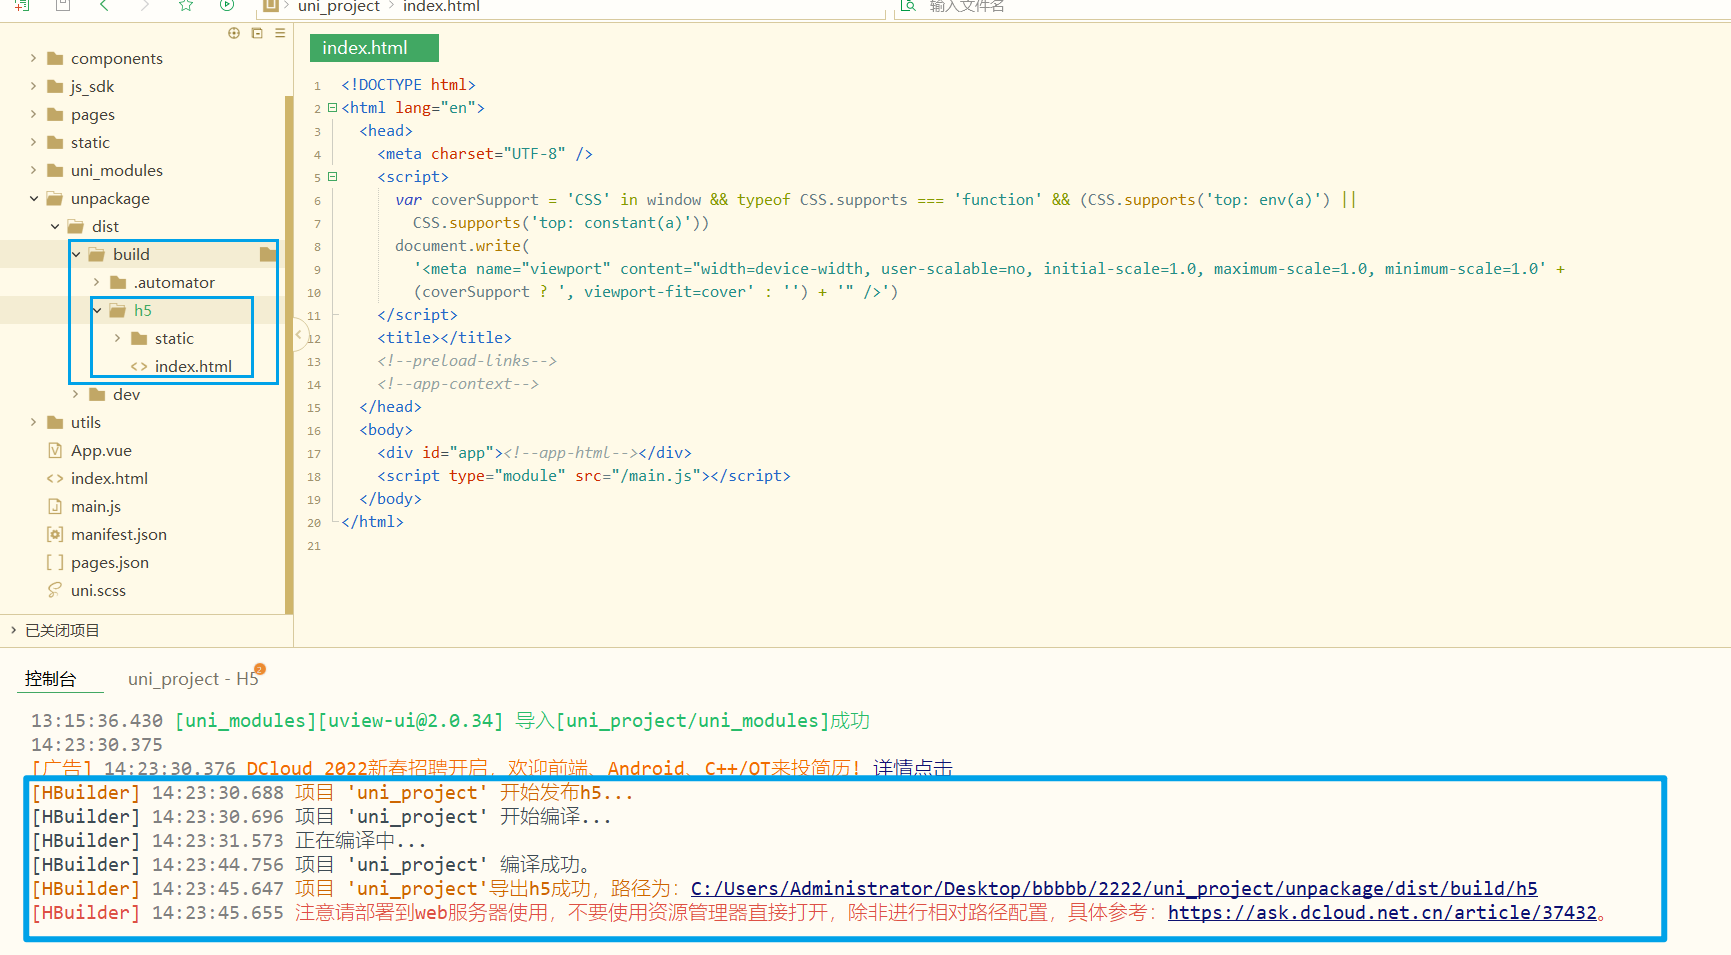 uni_project
index.html
输入文件名
components
js_sdk
pages
static
uni_modules
unpackage
dist
build
.automator
h5
static
index.html
dev
utils
App.vue
index.html
main.js
manifest.json
pages.json
uni.scss
已关闭项目
index.html
1 <!DOCTYPE html>
2 <html lang="en">
3 <head>
4 <meta charset="UTF-8" />
5 <script>
6 var coverSupport = 'CSS' in window && typeof CSS.supports === 'function' && (CSS.supports('top: env(a)') ||
7 CSS.supports('top: constant(a)'))
8 document.write(
9 '<meta name="viewport" content="width=device-width, user-scalable=no, initial-scale=1.0, maximum-scale=1.0, minimum-scale=1.0' +
10 (coverSupport ? ', viewport-fit=cover' : '') + '" />')
11 </script>
12 <title></title>
13 <!--preload-links-->
14 <!--app-context-->
15 </head>
16 <body>
17 <div id="app"><!--app-html--></div>
18 <script type="module" src="/main.js"></script>
19 </body>
20 </html>
21
控制台
uni_project - H5
2
13:15:36.430 [uni_modules][uview-ui@2.0.34] 导入[uni_project/uni_modules]成功
14:23:30.375
[广告] 14:23:30.376 DCloud 2022新春招聘开启，欢迎前端、Android、C++/QT来投简历! 详情点击
[HBuilder] 14:23:30.688 项目 'uni_project' 开始发布h5...
[HBuilder] 14:23:30.696 项目 'uni_project' 开始编译...
[HBuilder] 14:23:31.573 正在编译中...
[HBuilder] 14:23:44.756 项目 'uni_project' 编译成功。
[HBuilder] 14:23:45.647 项目 'uni_project'导出h5成功，路径为：C:/Users/Administrator/Desktop/bbbbb/2222/uni_project/unpackage/dist/build/h5
[HBuilder] 14:23:45.655 注意请部署到web服务器使用，不要使用资源管理器直接打开，除非进行相对路径配置，具体参考：https://ask.dcloud.net.cn/article/37432。